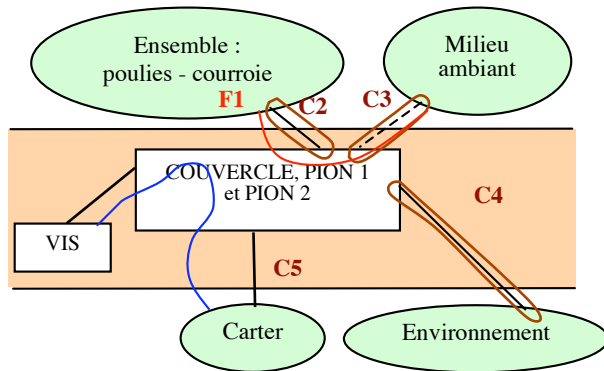 Ensemble :
poulies - courroie
Milieu
ambiant
F1
C2
C3
COUVERCLE, PION 1
et PION 2
C4
VIS
C5
Carter
Environnement